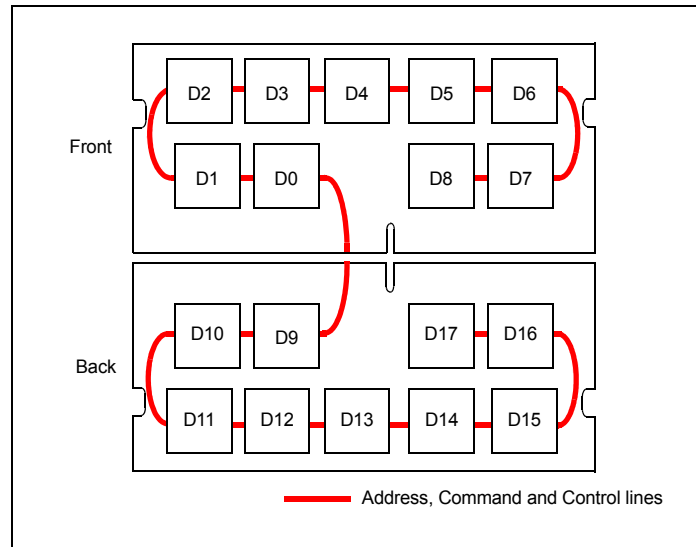 D2 D3 D4 D5 D6
Front
D1 D0 D8 D7
D10 D9 D17 D16
Back
D11 D12 D13 D14 D15
Address, Command and Control lines